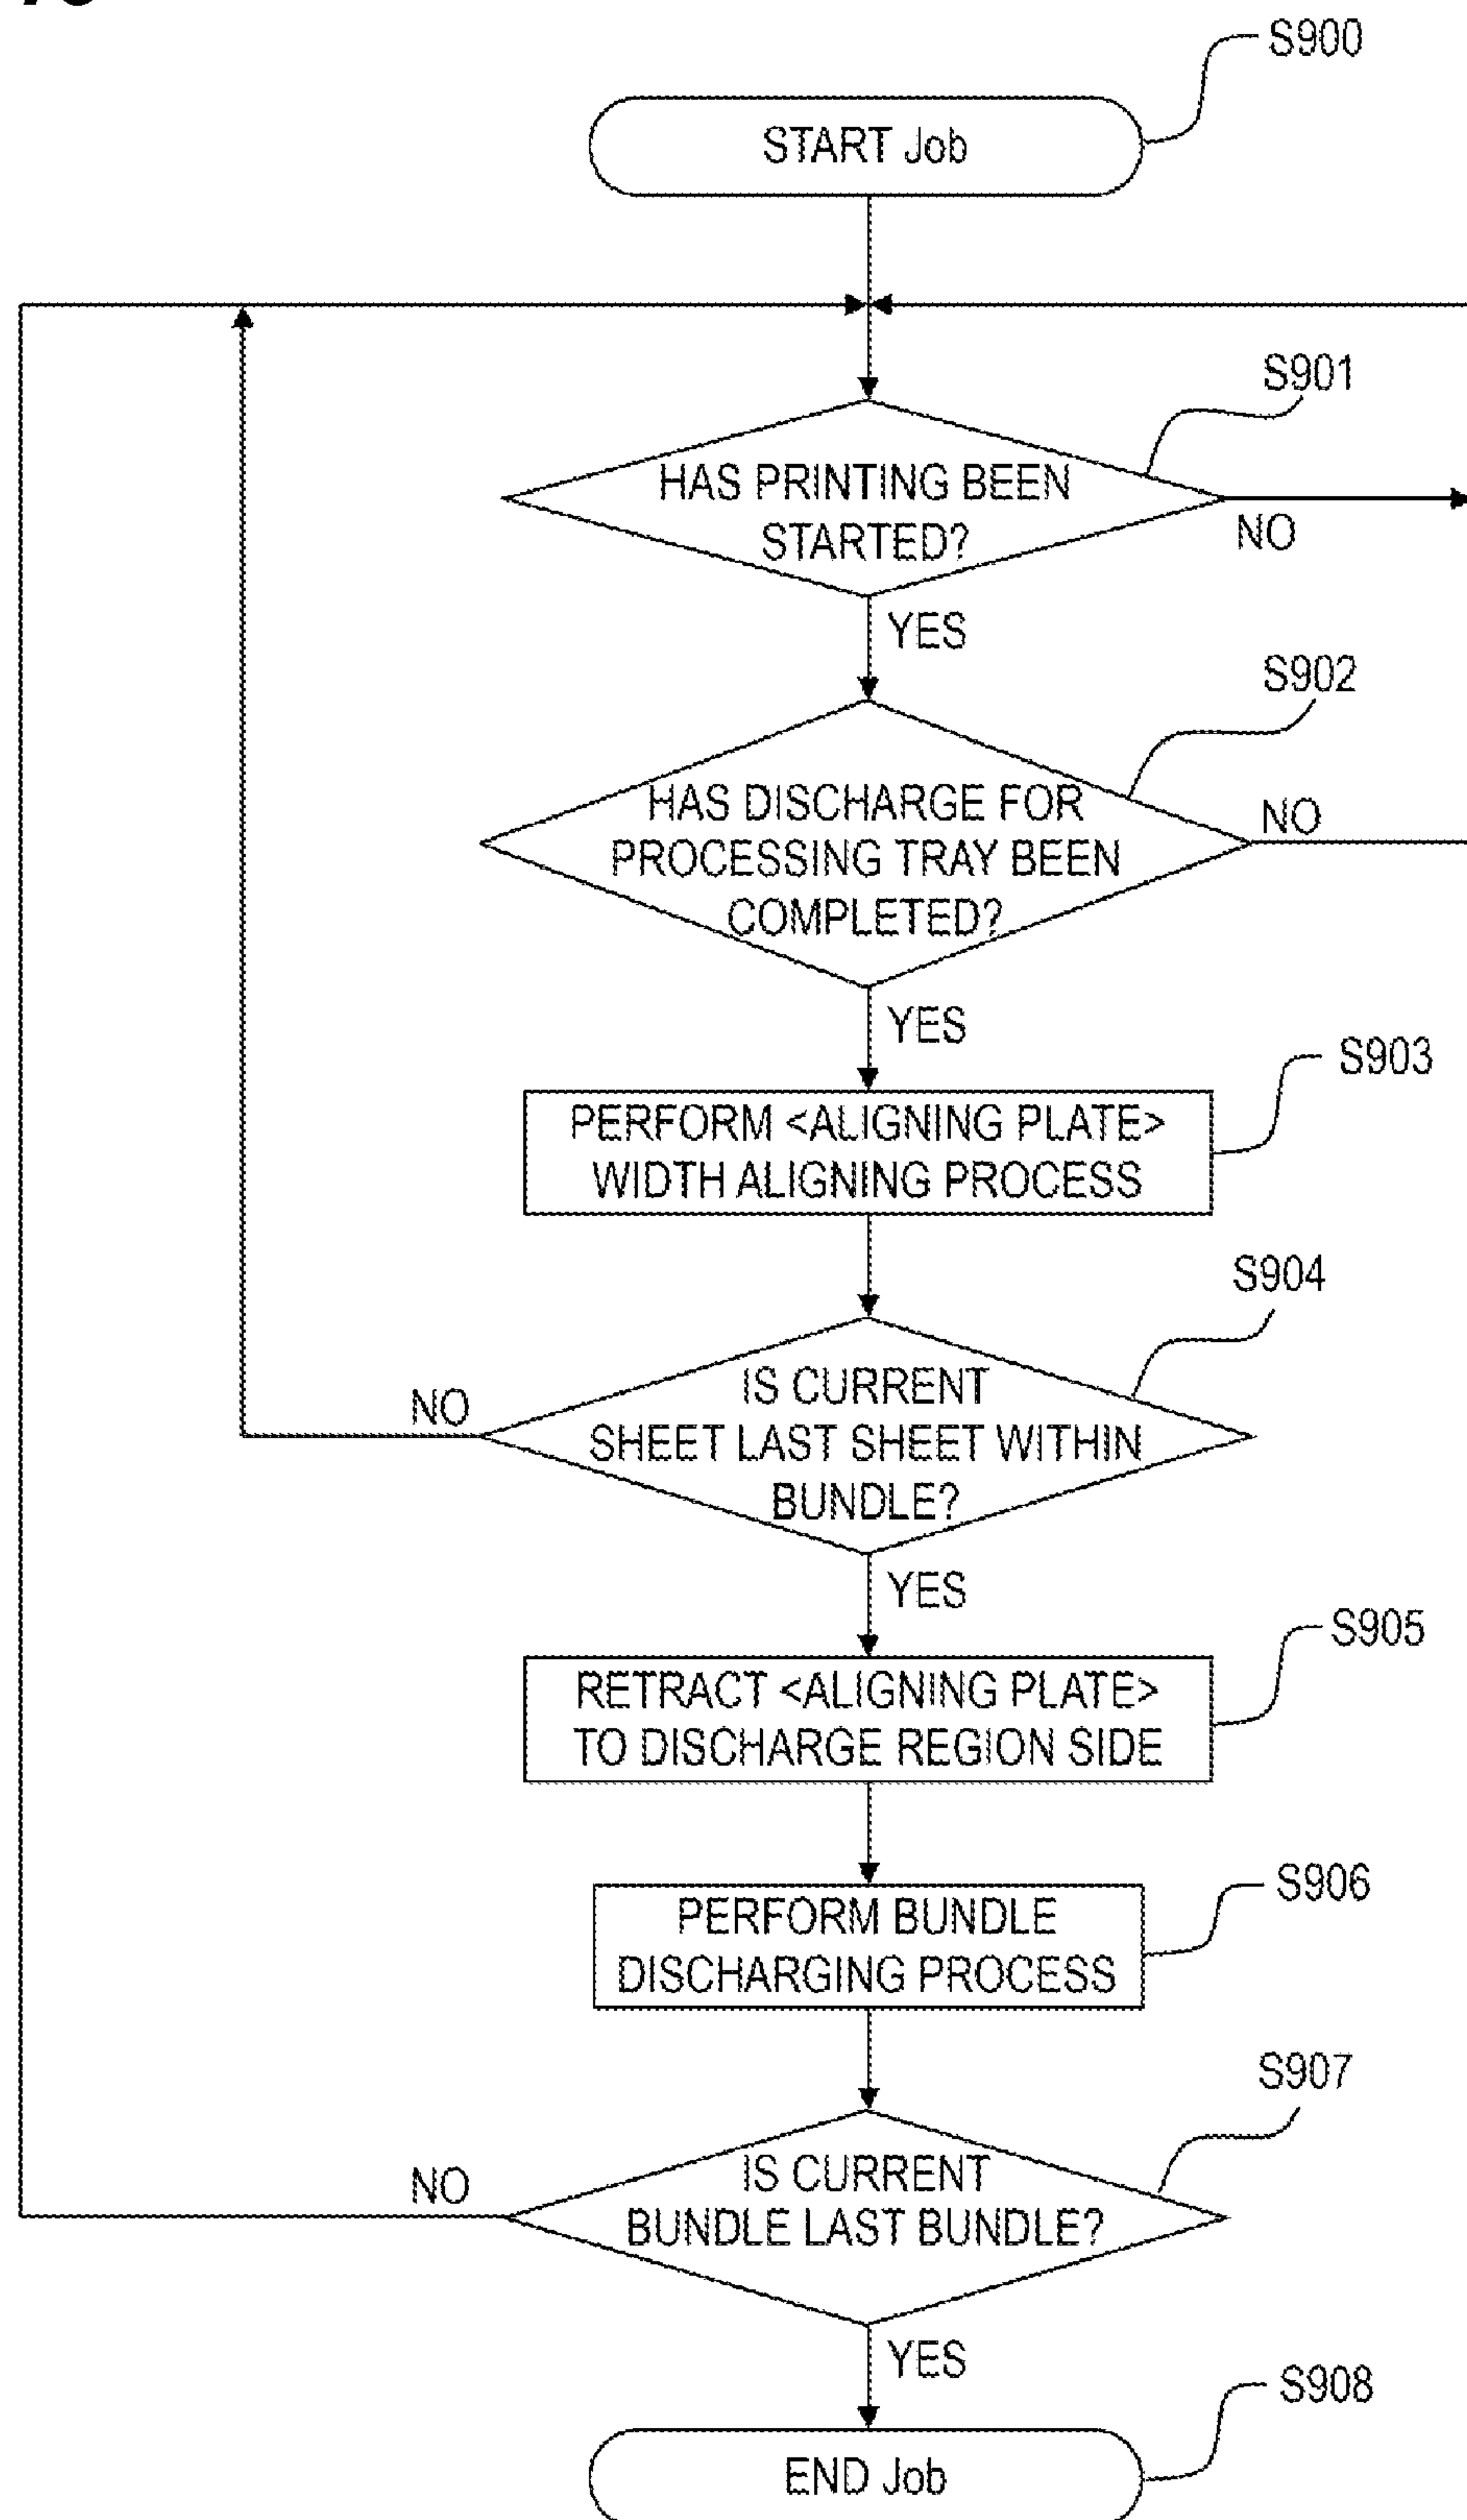 S900
START Job
S901
HAS PRINTING BEEN
STARTED?
NO
YES
S902
HAS DISCHARGE FOR
PROCESSING TRAY BEEN
COMPLETED?
NO
YES
S903
PERFORM <ALIGNING PLATE>
WIDTH ALIGNING PROCESS
S904
IS CURRENT
SHEET LAST SHEET WITHIN
BUNDLE?
NO
YES
S905
RETRACT <ALIGNING PLATE>
TO DISCHARGE REGION SIDE
S906
PERFORM BUNDLE
DISCHARGING PROCESS
S907
IS CURRENT
BUNDLE LAST BUNDLE?
NO
YES
S908
END Job